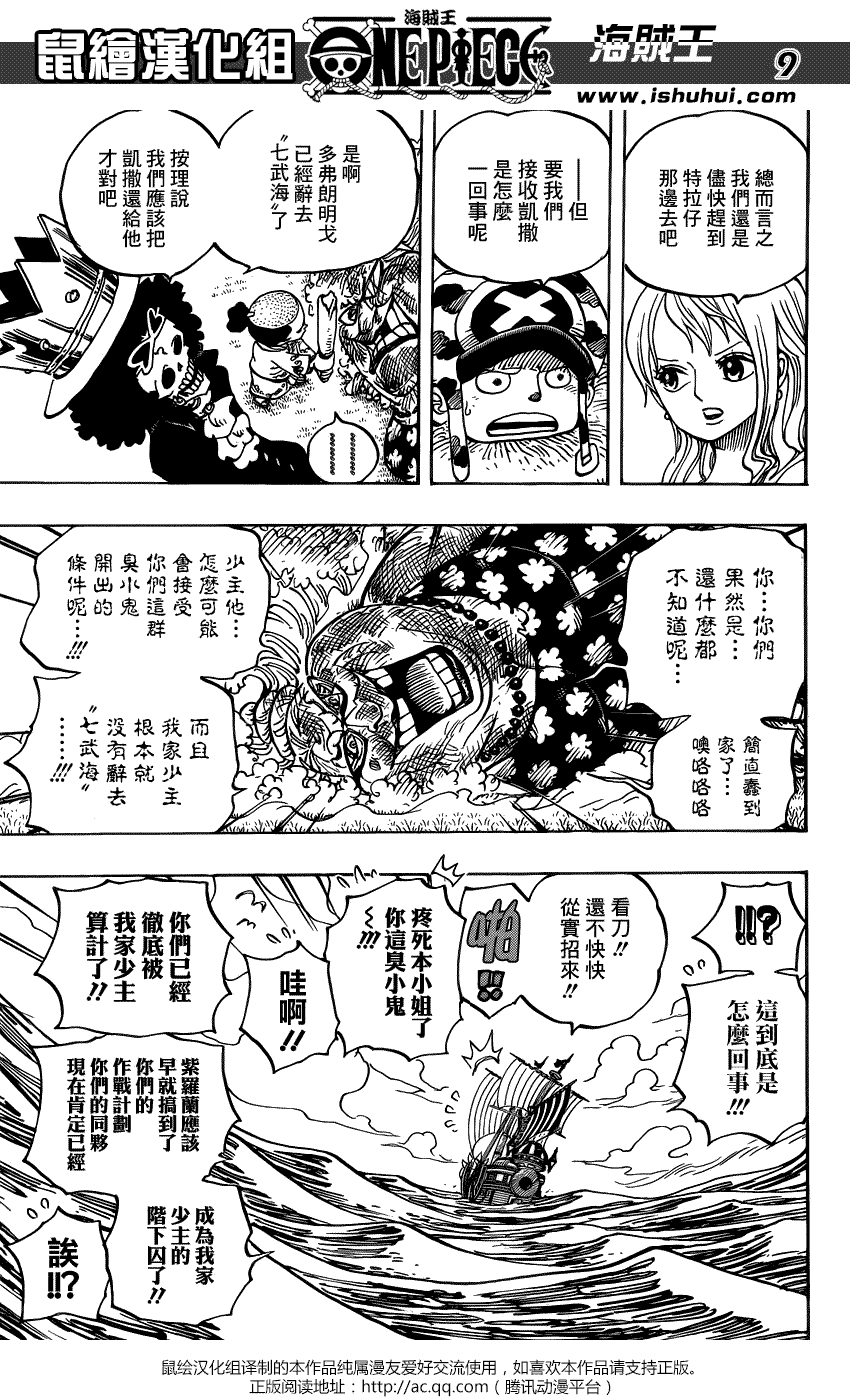 鼠繪漢化組
海賊王
ONE PIECE
海賊王
9
www.ishuhui.com
總而言之
我們還是
儘快趕到
特拉仔
那邊去吧
——但
要我們
接收凱撒
是怎麼
一回事呢
是啊
多弗朗明戈
已經辭去
“七武海”了
按理說
我們應該把
凱撒還給他
才對吧
你…你們
果然是…
還什麼都
不知道呢…
簡直蠢到
家了…
噢咯咯咯
少主他…
怎麼可能
會接受
你們這群
臭小鬼
開出的
條件呢…!!!
而且
我家少主
根本就
沒有辭去
“七武海”
……!!!
!!?
這到底是
怎麼回事!!!
看刀!!
還不快快
從實招來!!
啪!!
疼死本小姐了
你這臭小鬼
~!!!
哇啊!!
你們已經
徹底被
我家少主
算計了!!
紫羅蘭應該
早就搞到了
你們的
作戰計劃
你們的同夥
現在肯定已經
成為我家
少主的
階下囚了!!
誒!!?
鼠绘汉化组译制的本作品纯属漫友爱好交流使用，如喜欢本作品请支持正版。
正版阅读地址：http://ac.qq.com（腾讯动漫平台）